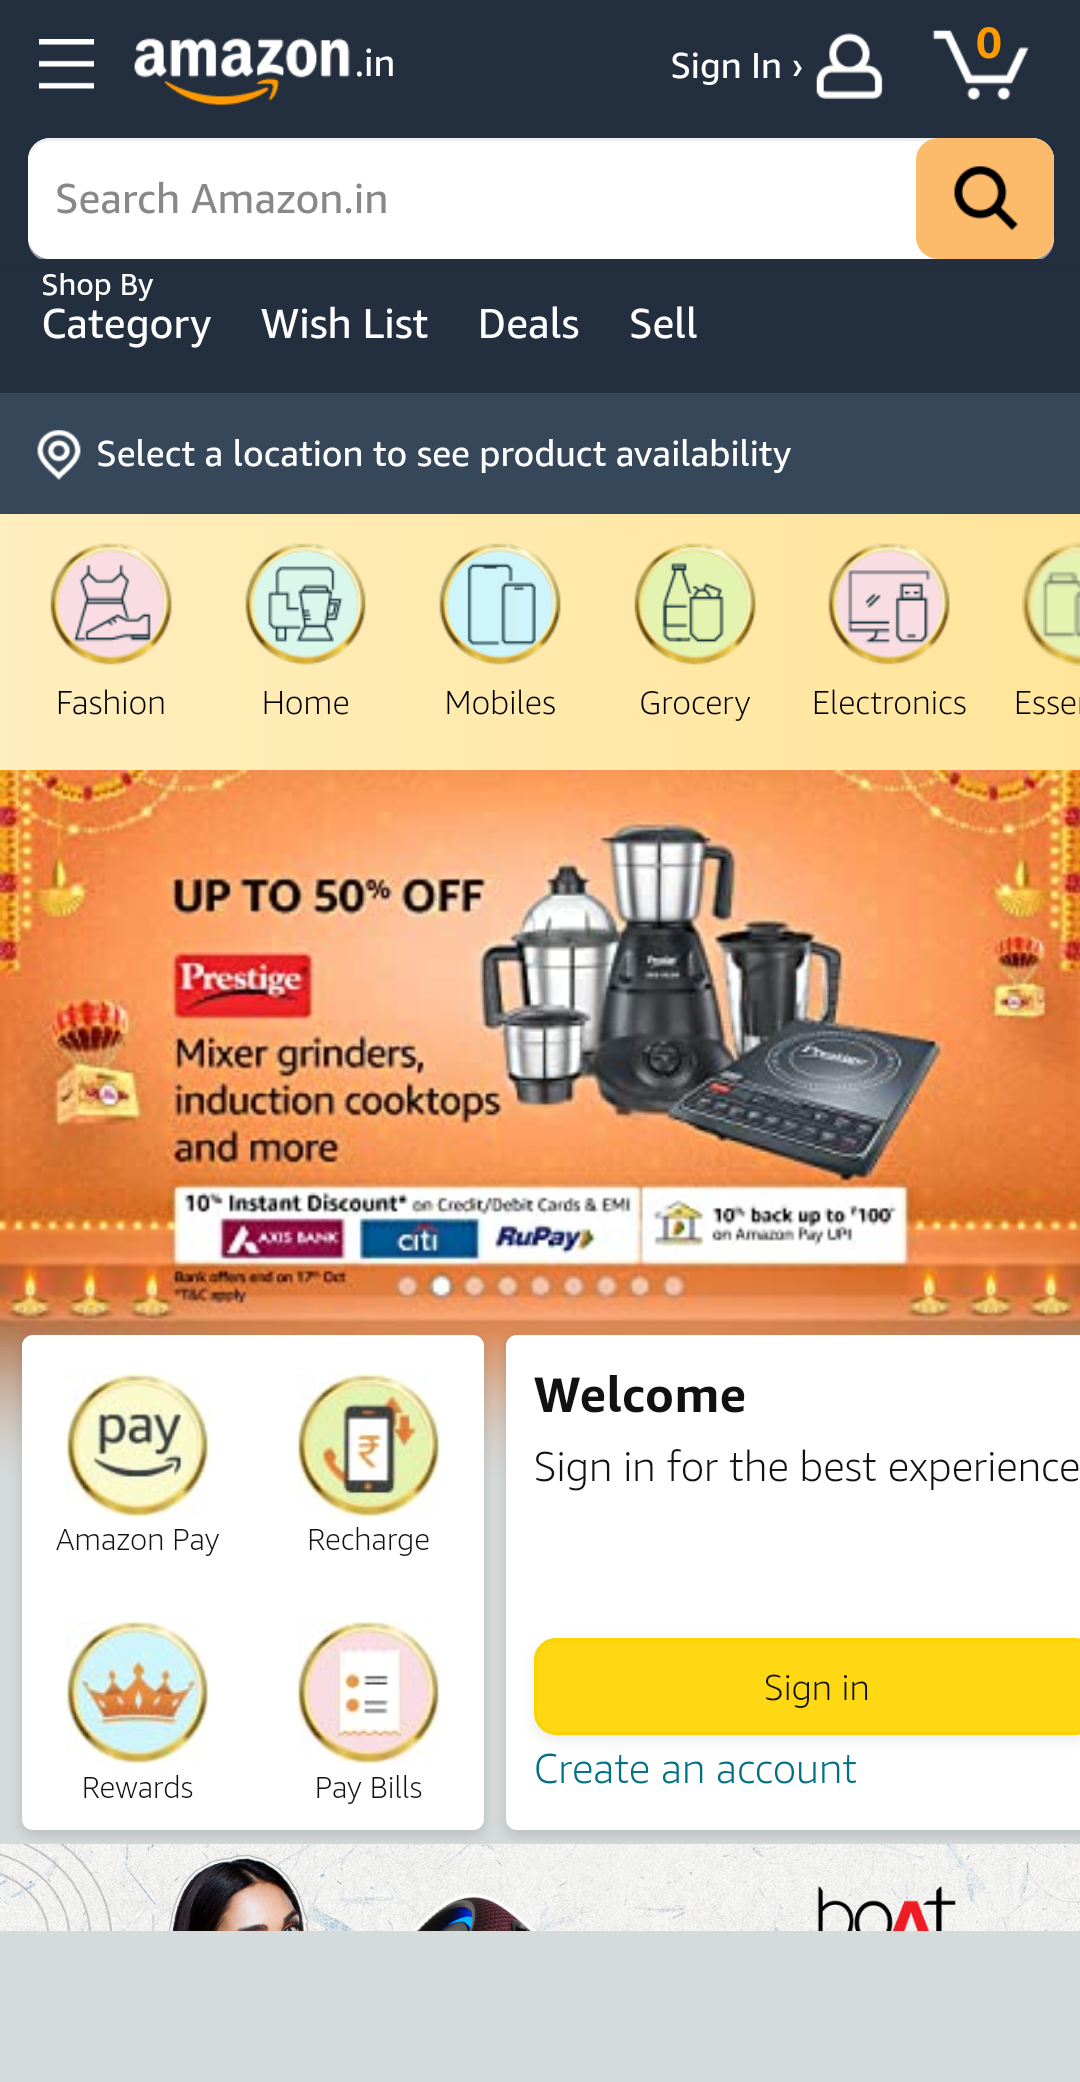 amazon.in
Sign In ›
0
Search Amazon.in
Shop By
Category
Wish List
Deals
Sell
Select a location to see product availability
Fashion
Home
Mobiles
Grocery
Electronics
Esse
UP TO 50% OFF
Prestige
Mixer grinders,
induction cooktops
and more
Prestige
10% Instant Discount* on Credit/Debit Cards & EMI
AXIS BANK
citi
RuPay
10% back up to ₹100*
on Amazon Pay UPI
Bank offers end on 17th Oct
*T&C apply
pay
Amazon Pay
Recharge
Rewards
Pay Bills
Welcome
Sign in for the best experience
Sign in
Create an account
boAt